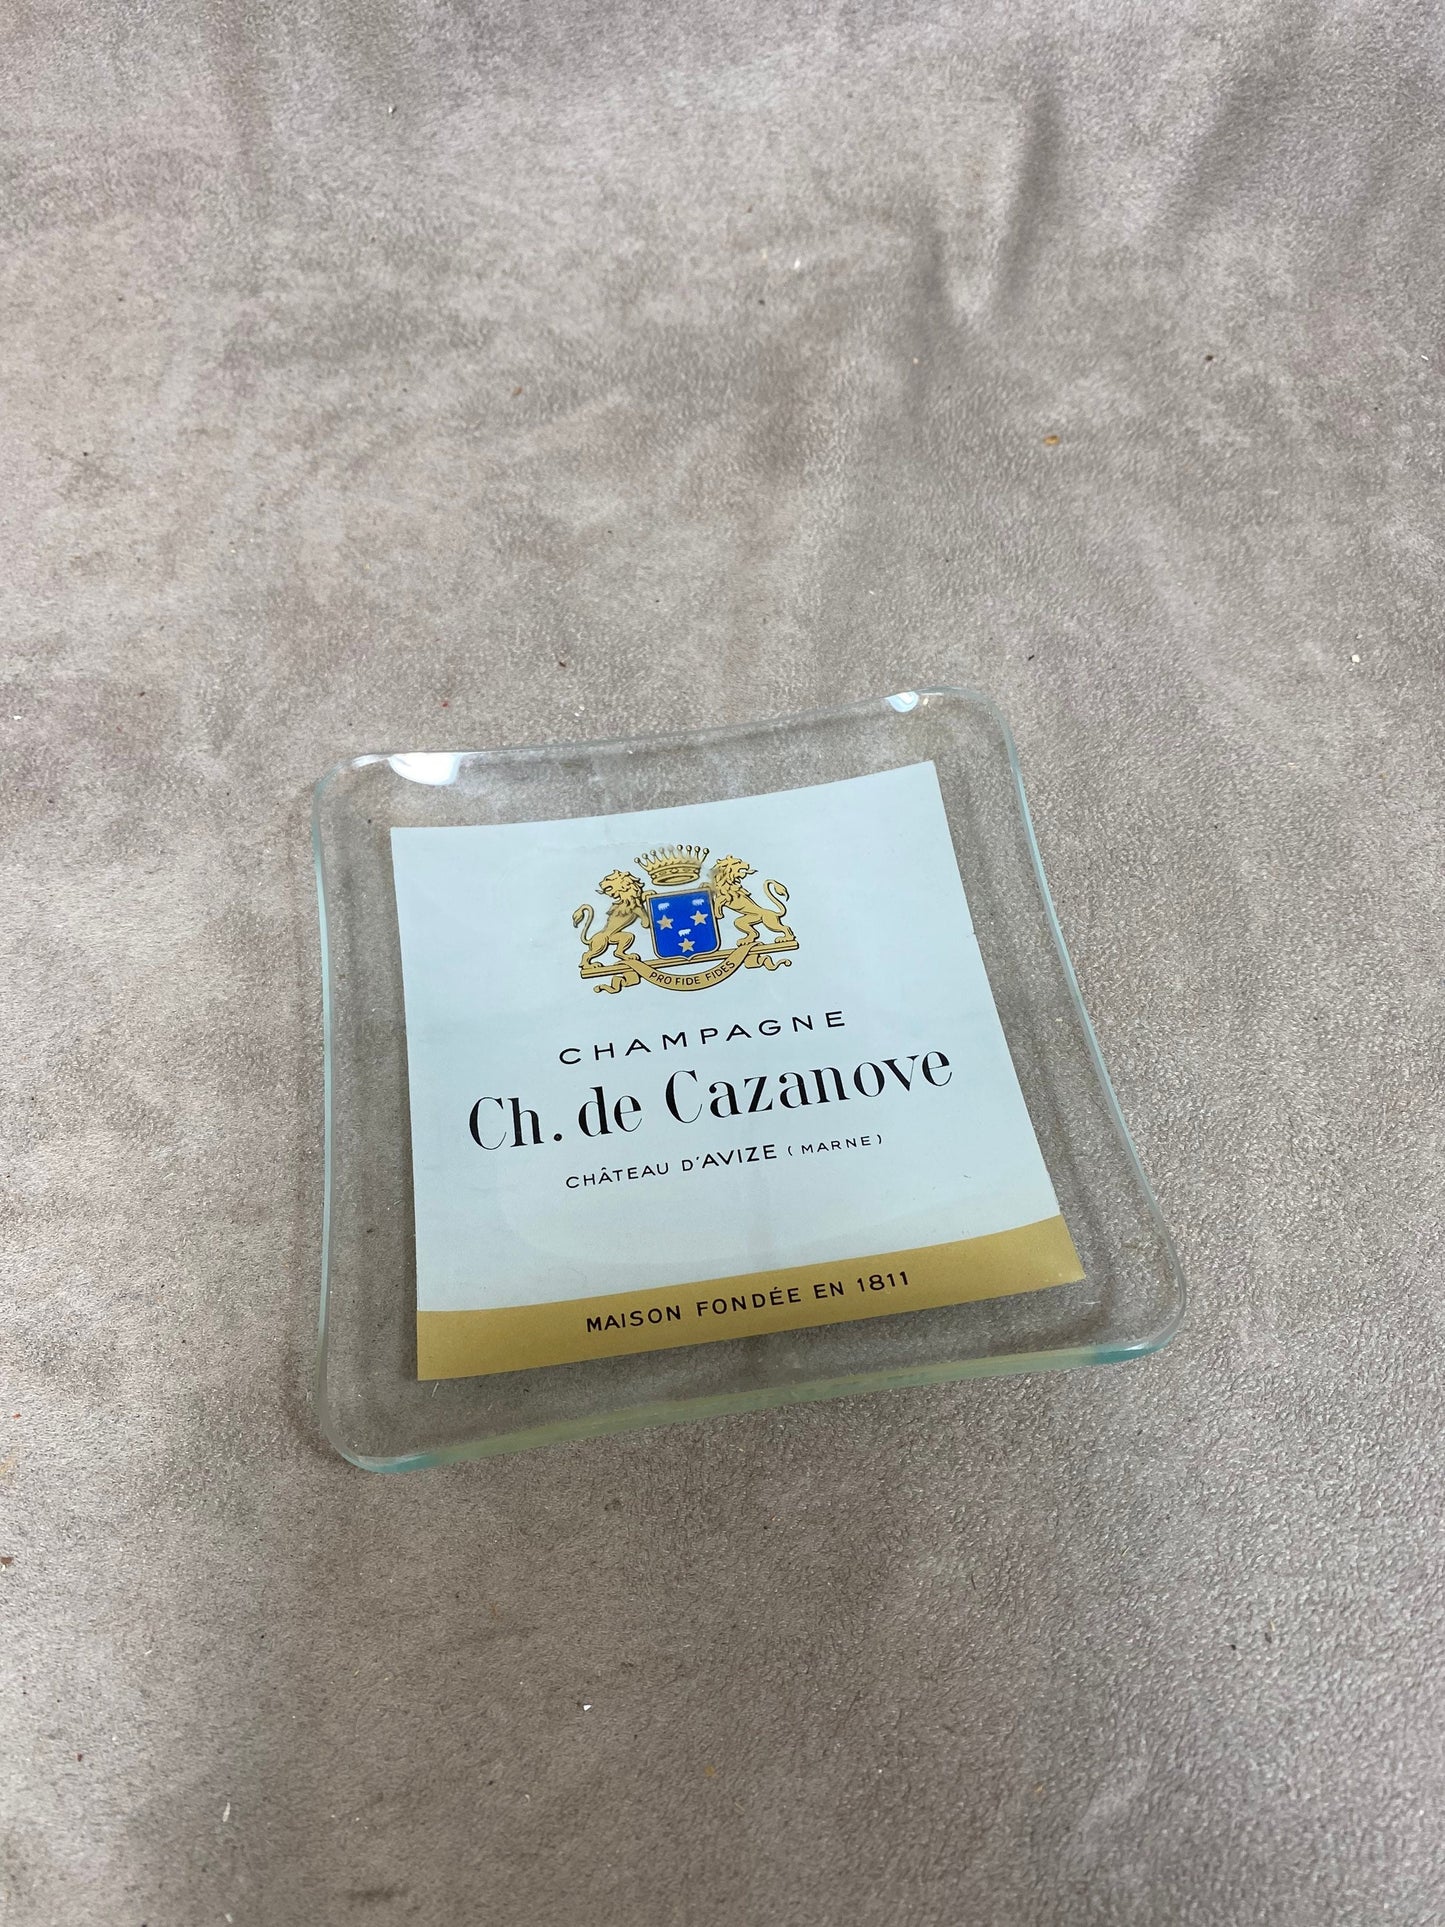 PRO FIDE FIDES
CHAMPAGNE
Ch. de Cazanove
CHÂTEAU D'AVIZE (MARNE)
MAISON FONDÉE EN 1811